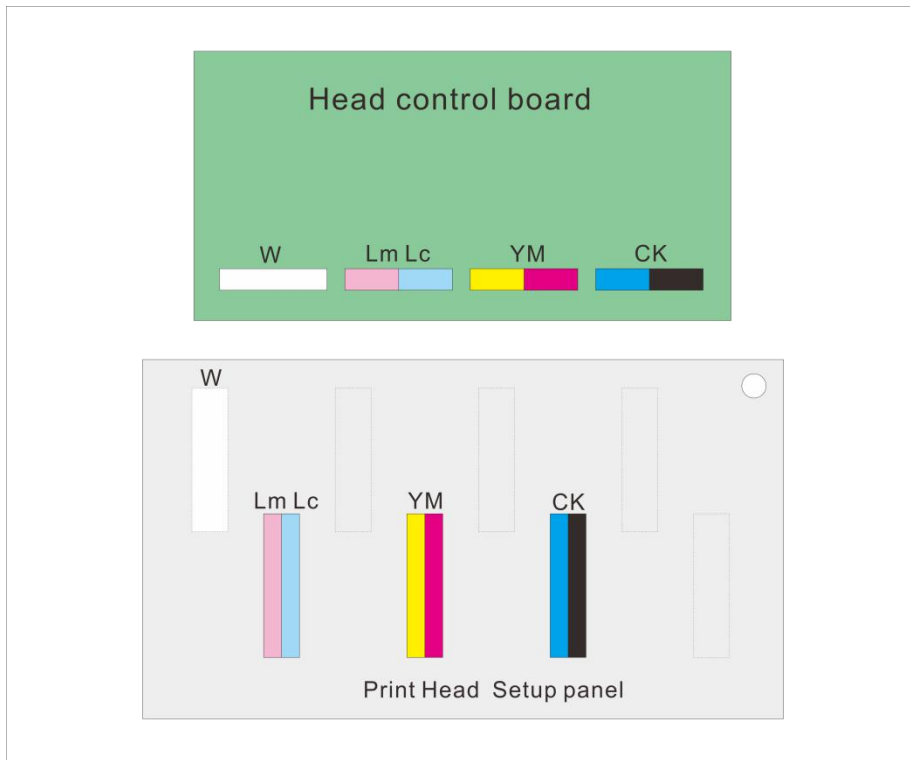 Head control board
W Lm Lc YM CK
W
Lm Lc YM CK
Print Head Setup panel